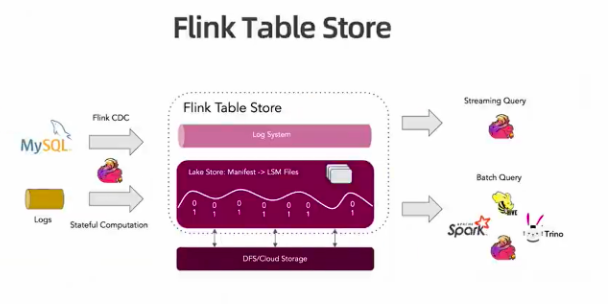 Flink Table Store
Flink CDC
MySQL
Logs
Stateful Computation
Flink Table Store
Log System
Lake Store: Manifest -> LSM Files
0 0 0 0 0 0 0
1 1 1 1 1 1 1
DFS/Cloud Storage
Streaming Query
Batch Query
HIVE
APACHE
Spark
Trino